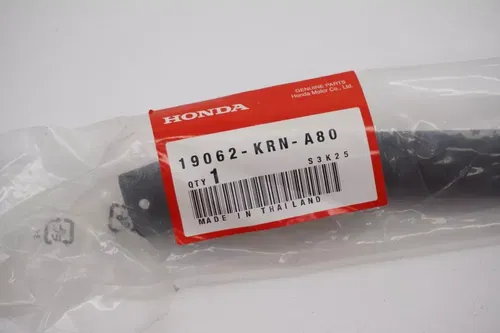 HONDA
GENUINE PARTS
Honda Motor Co., Ltd.
19062-KRN-A80
QTY 1
S3K25
MADE IN THAILAND